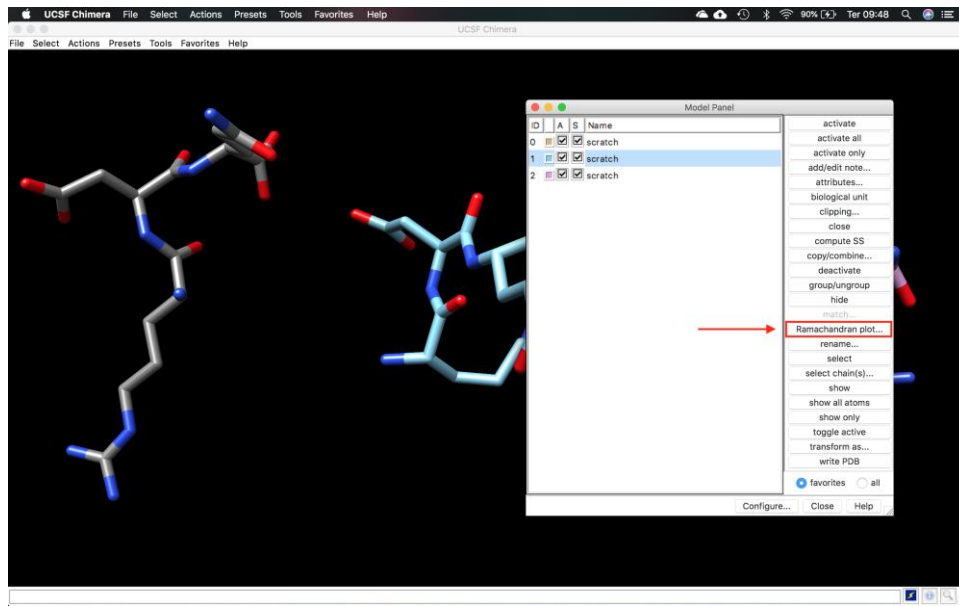 UCSF Chimera File Select Actions Presets Tools Favorites Help 90% Ter 09:48
UCSF Chimera
File Select Actions Presets Tools Favorites Help
Model Panel
ID A S Name
0 scratch
1 scratch
2 scratch
activate
activate all
activate only
add/edit note...
attributes...
biological unit
clipping...
close
compute SS
copy/combine...
deactivate
group/ungroup
hide
match...
Ramachandran plot...
rename...
select
select chain(s)...
show
show all atoms
show only
toggle active
transform as...
write PDB
favorites all
Configure... Close Help